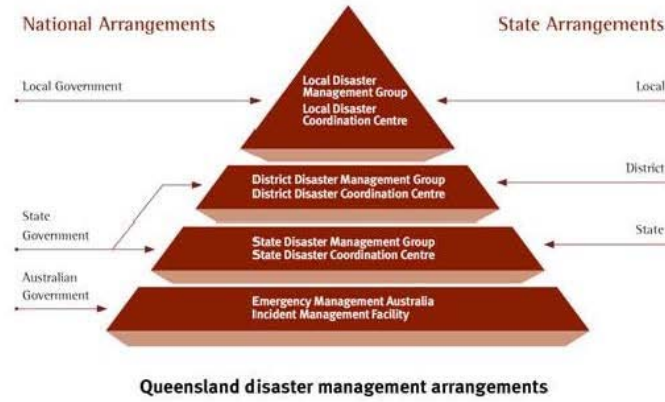 National Arrangements
State Arrangements
Local Government
Local Disaster
Management Group
Local Disaster
Coordination Centre
Local
District Disaster Management Group
District Disaster Coordination Centre
District
State
Government
State Disaster Management Group
State Disaster Coordination Centre
State
Australian
Government
Emergency Management Australia
Incident Management Facility
Queensland disaster management arrangements